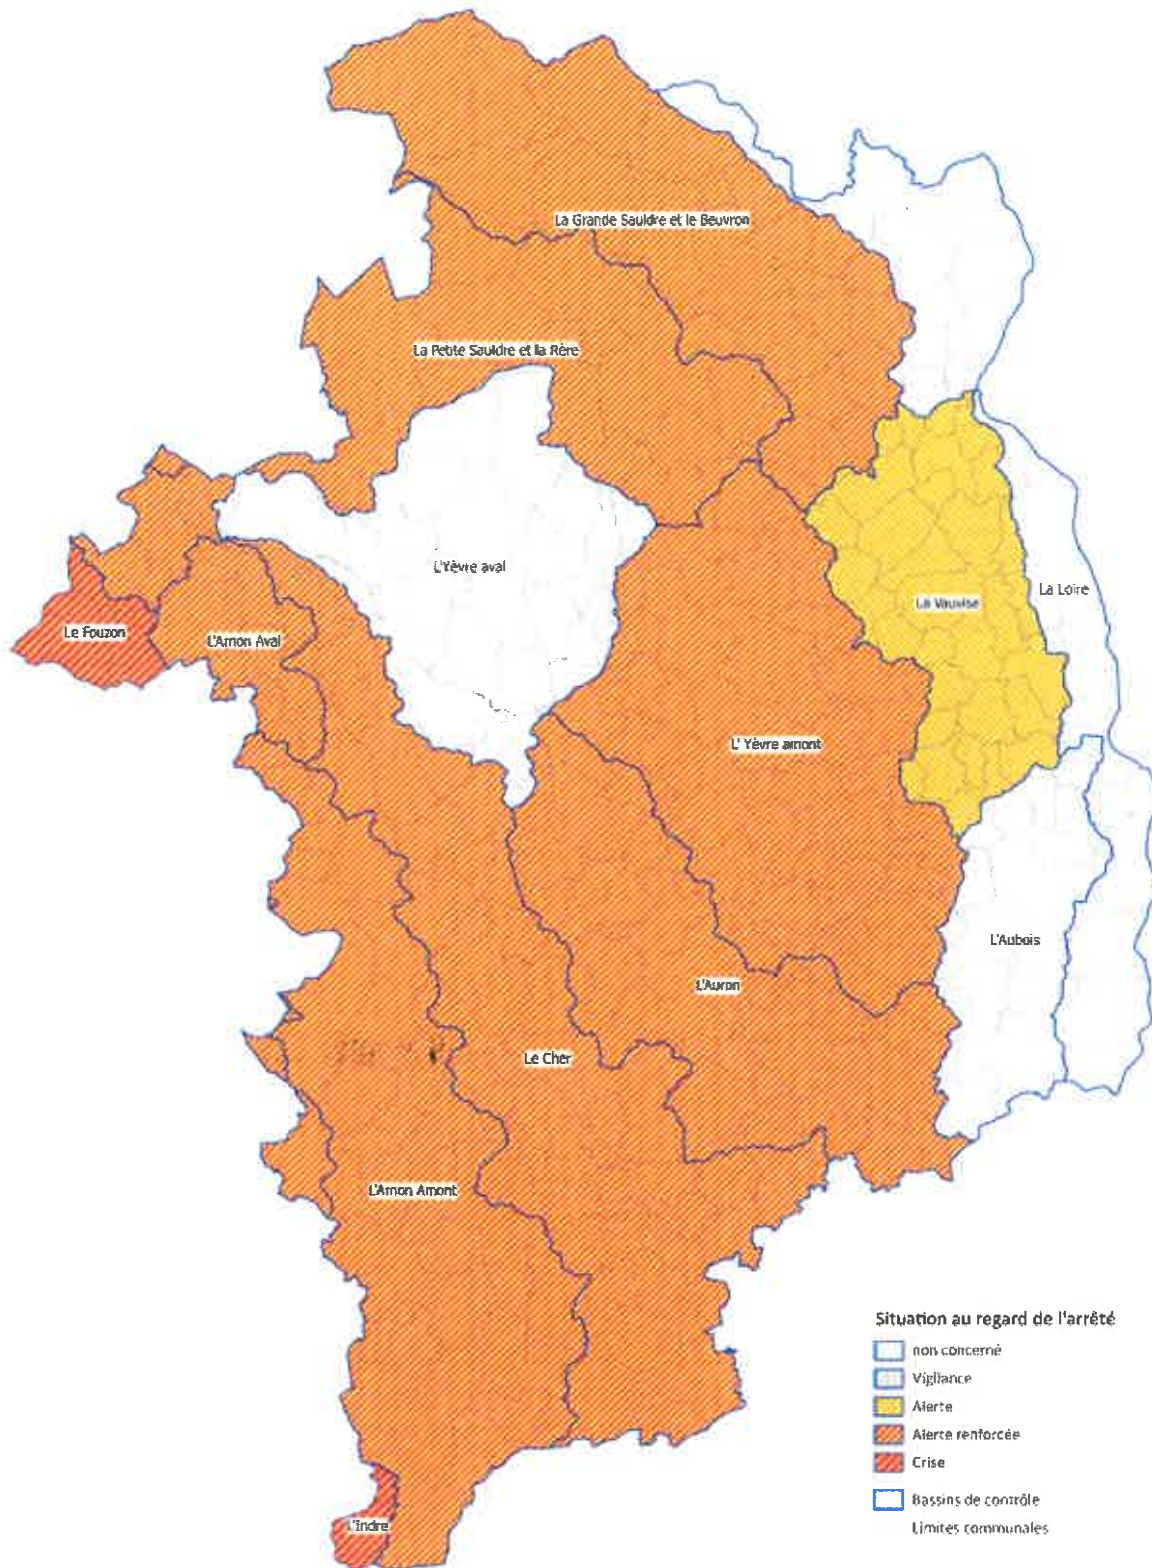 La Grande Sauldre et le Beuvron
La Petite Sauldre et la Rère
L'Yèvre aval
La Loire
La Vauvise
Le Fouzon
L'Arnon Aval
L' Yèvre amont
L'Aubois
L'Auron
Le Cher
L'Arnon Amont
L'Indre
Situation au regard de l'arrêté
non concerné
Vigilance
Alerte
Alerte renforcée
Crise
Bassins de contrôle
Limites communales